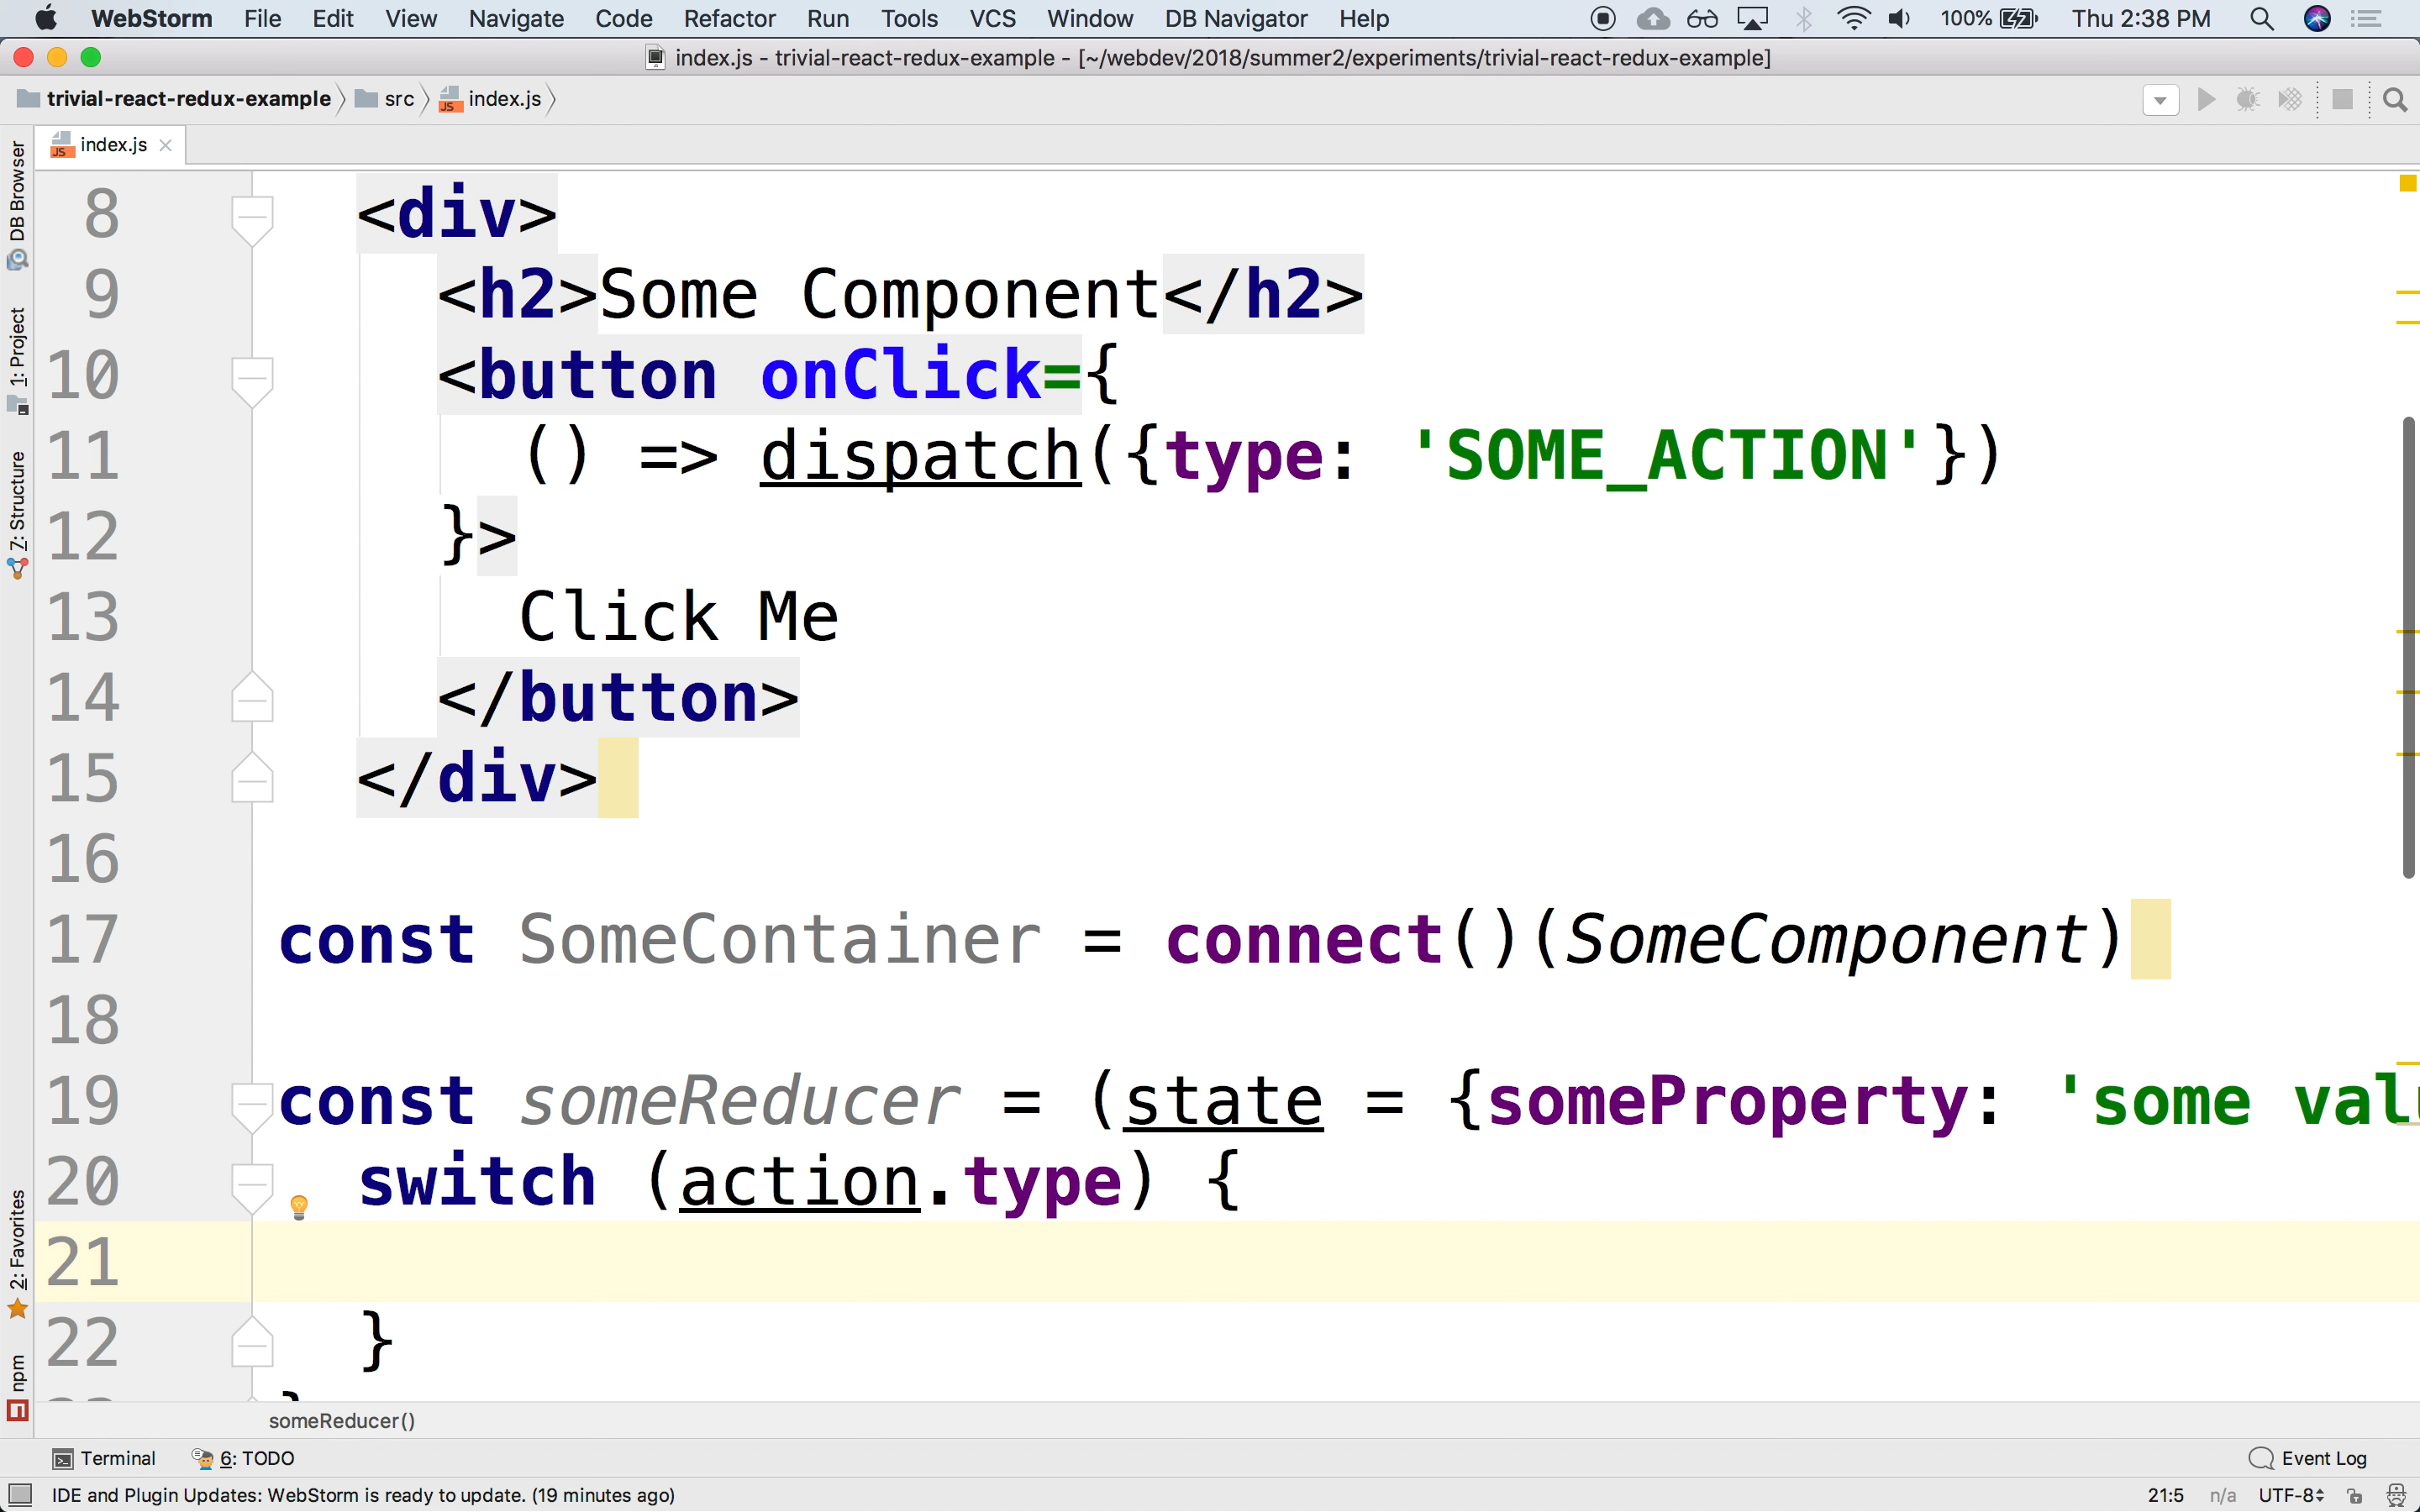 WebStorm File Edit View Navigate Code Refactor Run Tools VCS Window DB Navigator Help 100% Thu 2:38 PM
index.js - trivial-react-redux-example - [~/webdev/2018/summer2/experiments/trivial-react-redux-example]
trivial-react-redux-example src index.js
index.js
DB Browser
1: Project
7: Structure
2: Favorites
npm
8 <div>
9 <h2>Some Component</h2>
10 <button onClick={
11 () => dispatch({type: 'SOME_ACTION'})
12 }>
13 Click Me
14 </button>
15 </div>
16
17 const SomeContainer = connect()(SomeComponent)
18
19 const someReducer = (state = {someProperty: 'some val
20 switch (action.type) {
21
22 }
someReducer()
Terminal 6: TODO Event Log
IDE and Plugin Updates: WebStorm is ready to update. (19 minutes ago) 21:5 n/a UTF-8